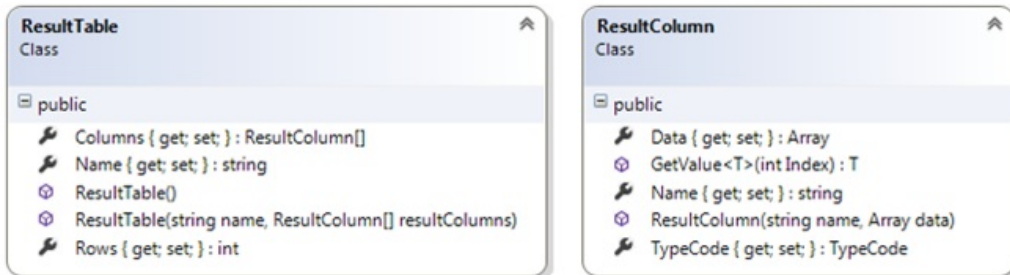 ResultTable
Class
public
Columns { get; set; } : ResultColumn[]
Name { get; set; } : string
ResultTable()
ResultTable(string name, ResultColumn[] resultColumns)
Rows { get; set; } : int
ResultColumn
Class
public
Data { get; set; } : Array
GetValue<T>(int Index) : T
Name { get; set; } : string
ResultColumn(string name, Array data)
TypeCode { get; set; } : TypeCode